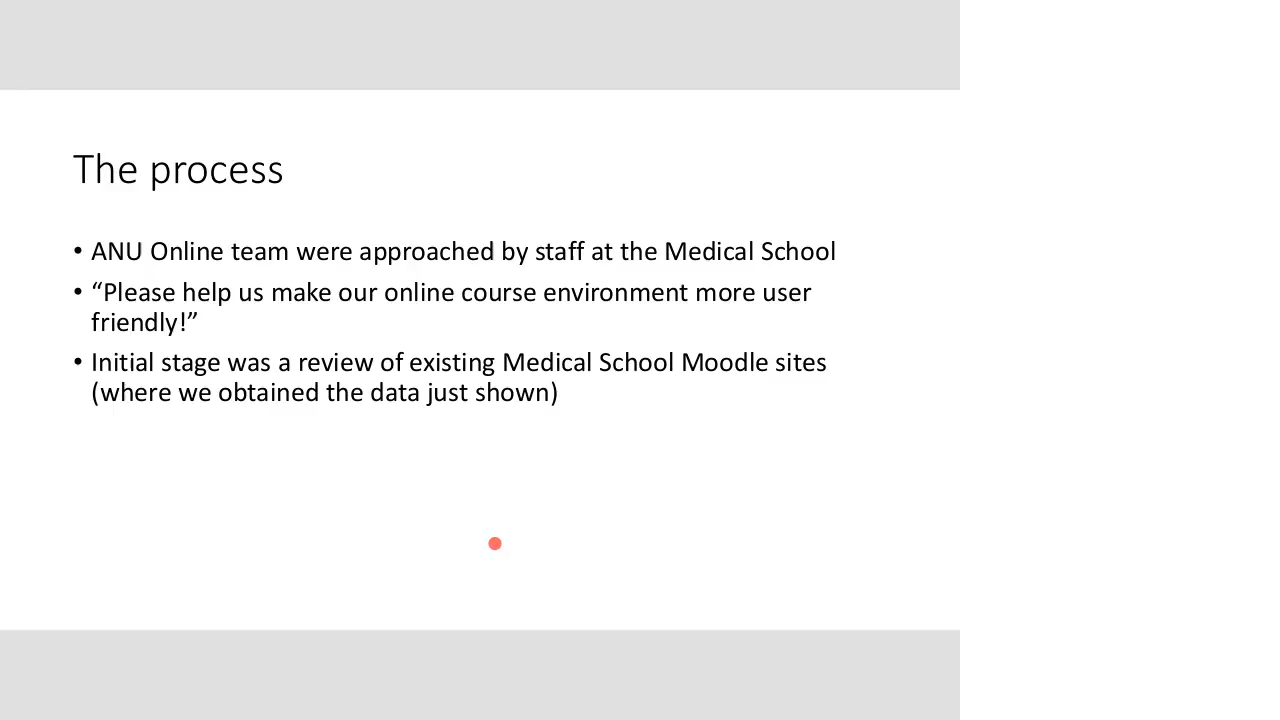 The process
• ANU Online team were approached by staff at the Medical School
• “Please help us make our online course environment more user
friendly!”
• Initial stage was a review of existing Medical School Moodle sites
(where we obtained the data just shown)